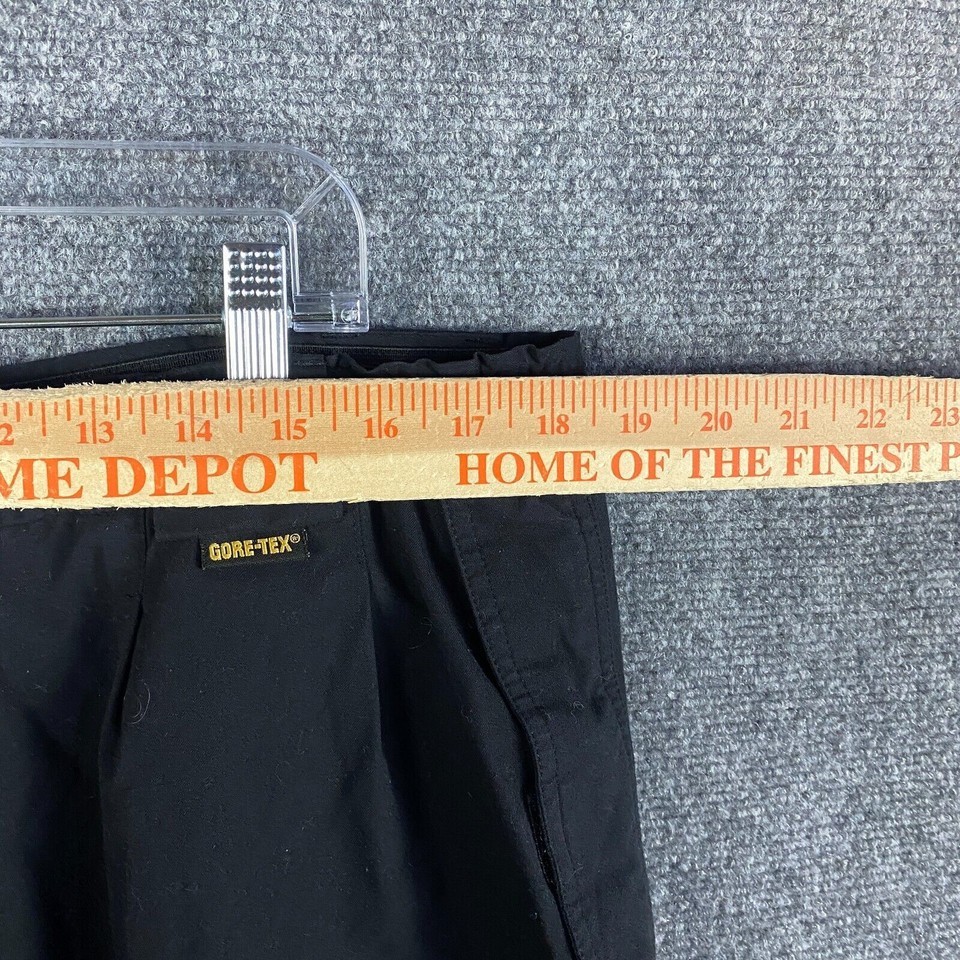 2 13 14 15 16 17 18 19 20 21 22 23
ME DEPOT HOME OF THE FINEST P
GORE-TEX®